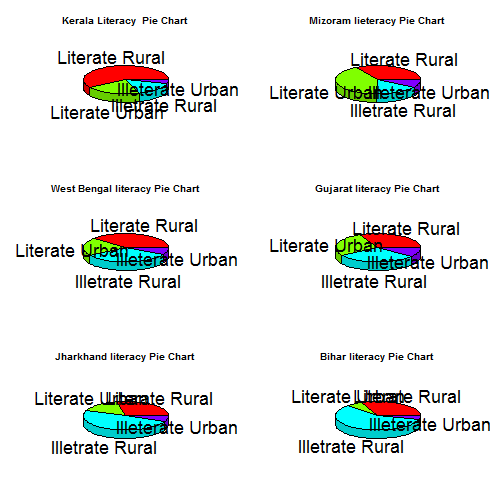 Kerala Literacy  Pie Chart
Literate Rural
Illeterate Urban
Illetrate Rural
Literate Urban
Mizoram lieteracy Pie Chart
Literate Rural
Literate Urban
Illeterate Urban
Illetrate Rural
West Bengal literacy Pie Chart
Literate Rural
Literate Urban
Illeterate Urban
Illetrate Rural
Gujarat literacy Pie Chart
Literate Rural
Literate Urban
Illeterate Urban
Illetrate Rural
Jharkhand literacy Pie Chart
Literate Urban
Literate Rural
Illeterate Urban
Illetrate Rural
Bihar literacy Pie Chart
Literate Urban
Literate Rural
Illeterate Urban
Illetrate Rural